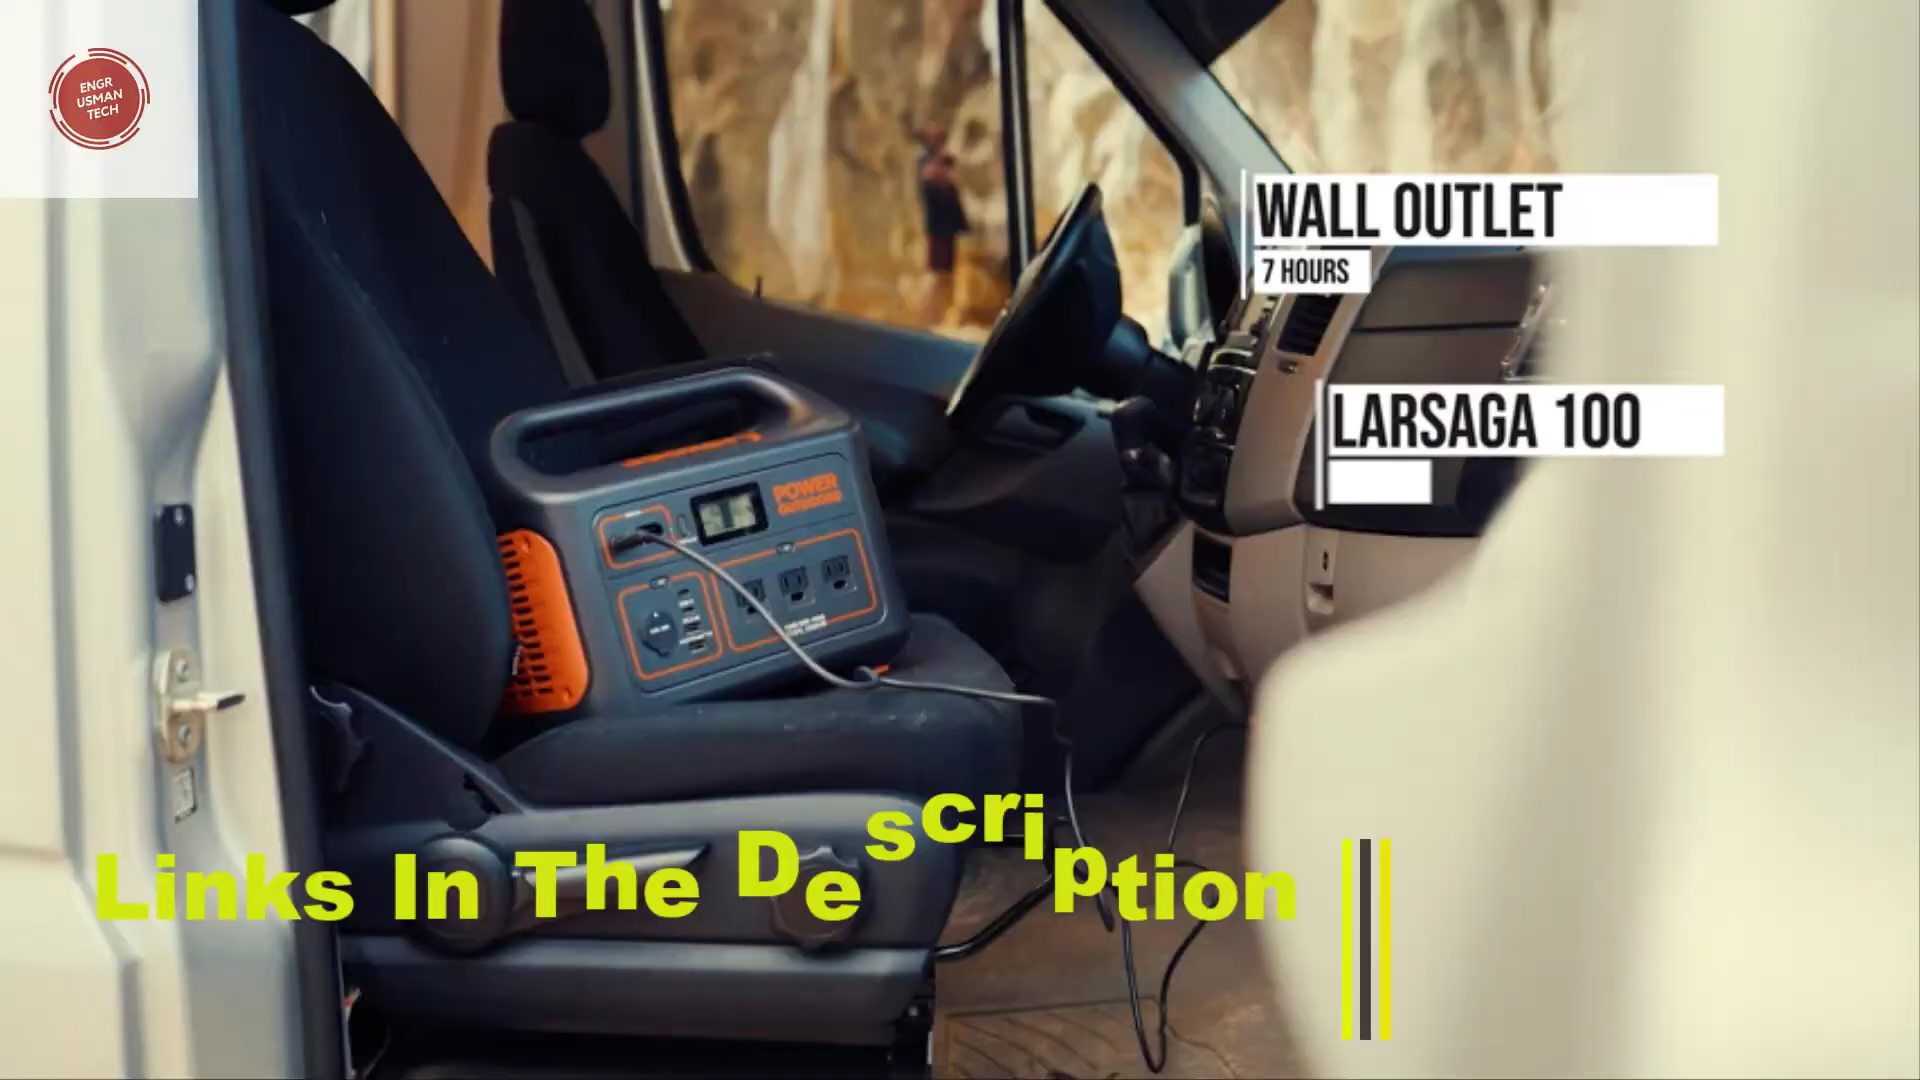 ENGR
USMAN
TECH
WALL OUTLET
7 HOURS
LARSAGA 100
POWER
Links In The Description